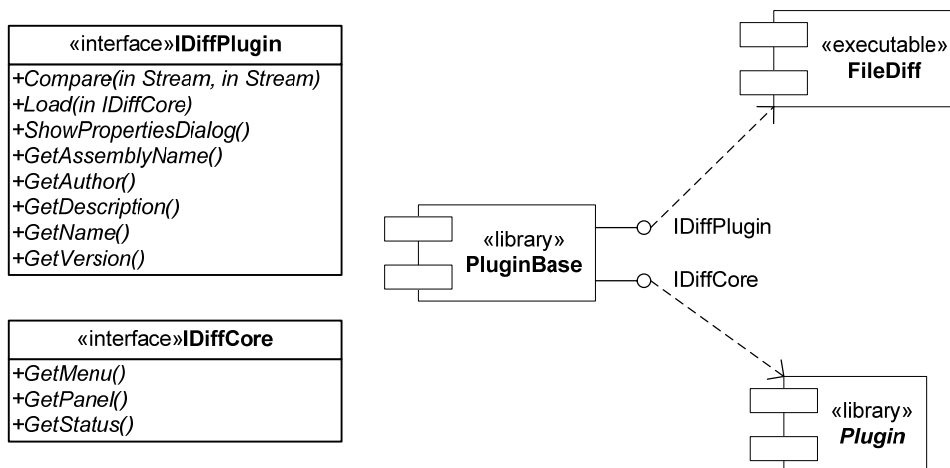 «interface»IDiffPlugin
+Compare(in Stream, in Stream)
+Load(in IDiffCore)
+ShowPropertiesDialog()
+GetAssemblyName()
+GetAuthor()
+GetDescription()
+GetName()
+GetVersion()
«interface»IDiffCore
+GetMenu()
+GetPanel()
+GetStatus()
«library»
PluginBase
IDiffPlugin
IDiffCore
«executable»
FileDiff
«library»
Plugin